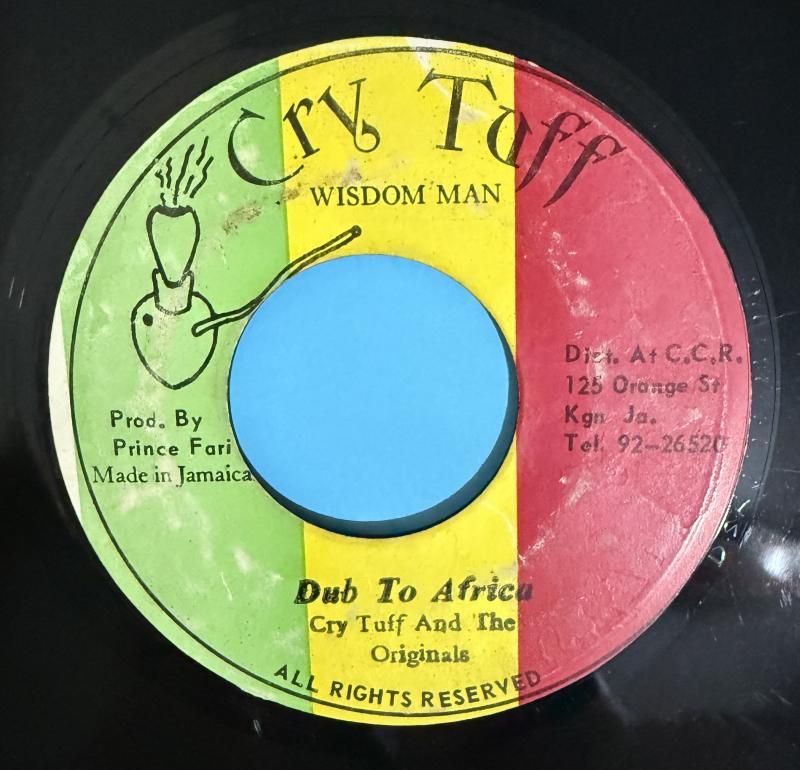 Cry Tuff
WISDOM MAN
Prod. By
Prince Fari
Made in Jamaica
Dist. At C.C.R.
125 Orange St
Kgn Ja.
Tel. 92-26520
Dub To Africa
Cry Tuff And The
Originals
ALL RIGHTS RESERVED